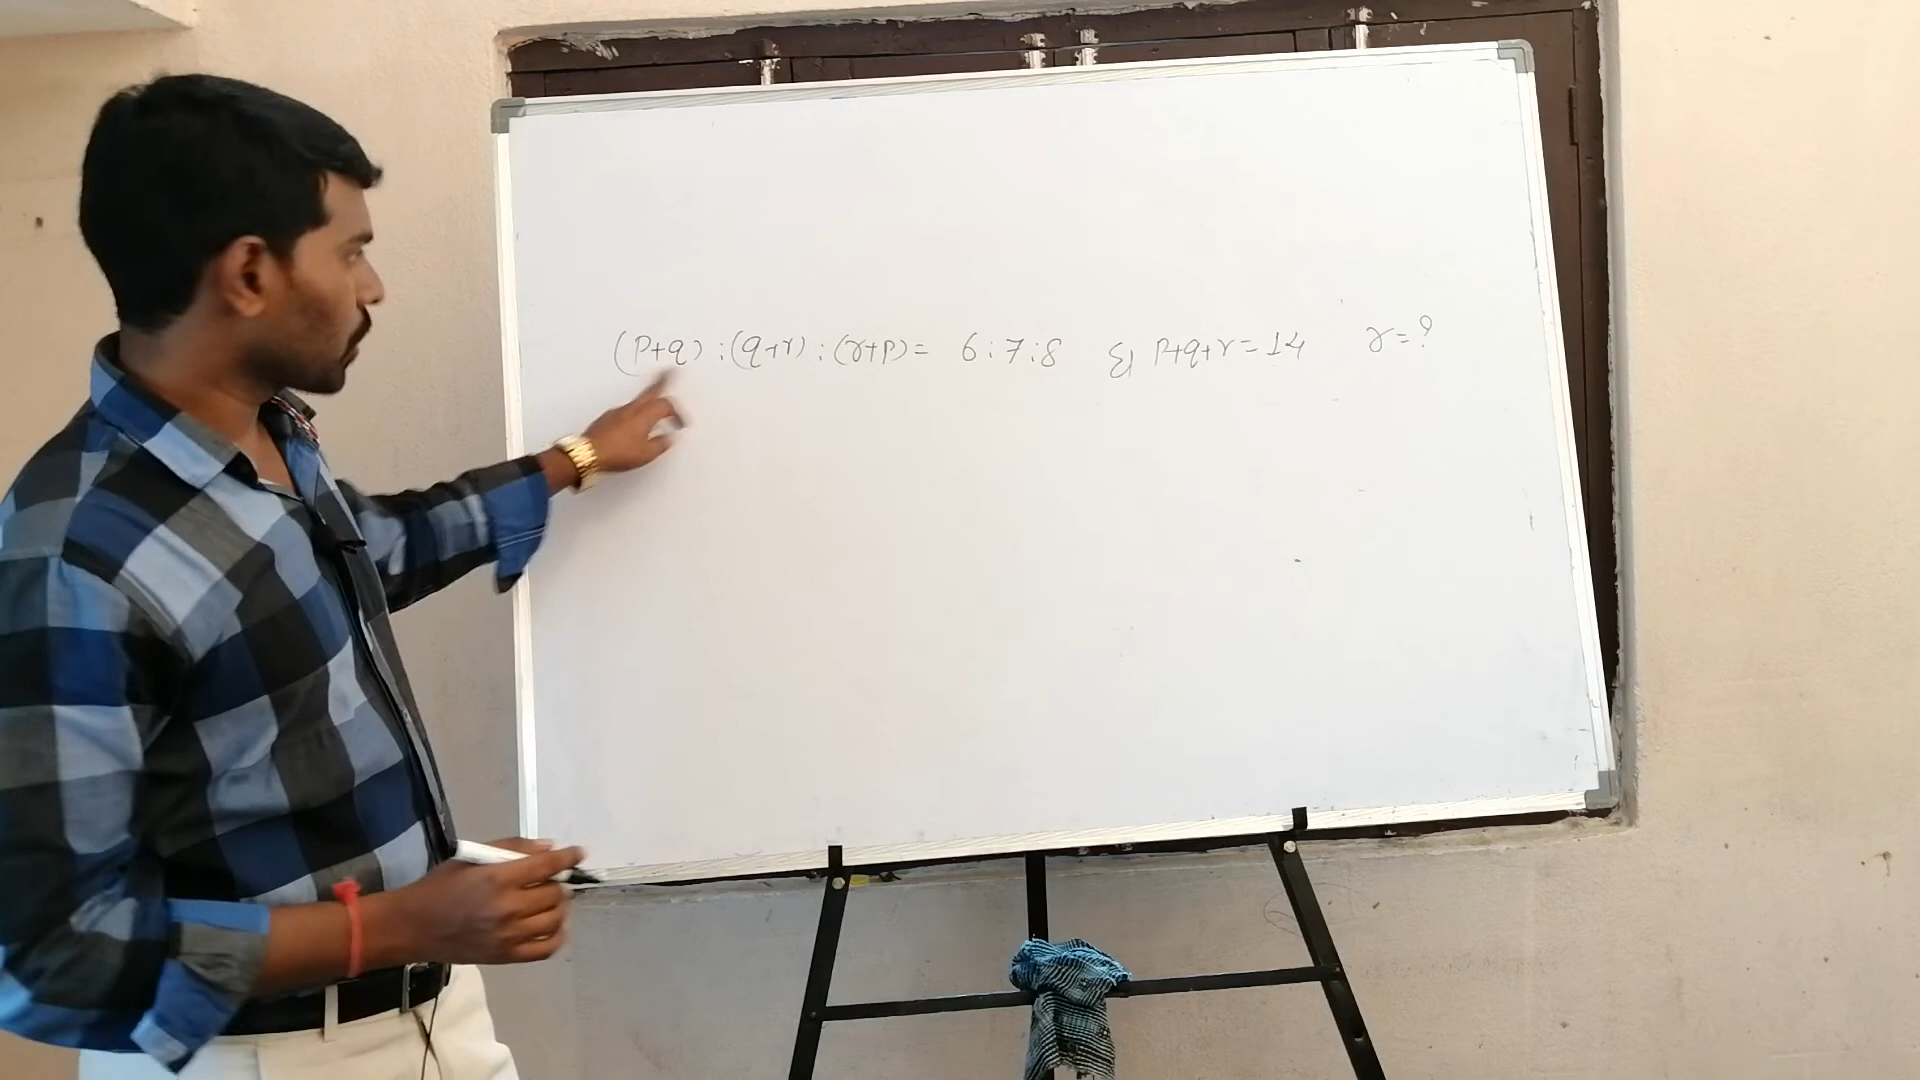 (p+q) : (q+r) : (r+p) = 6 : 7 : 8 & p+q+r = 14 r = ?